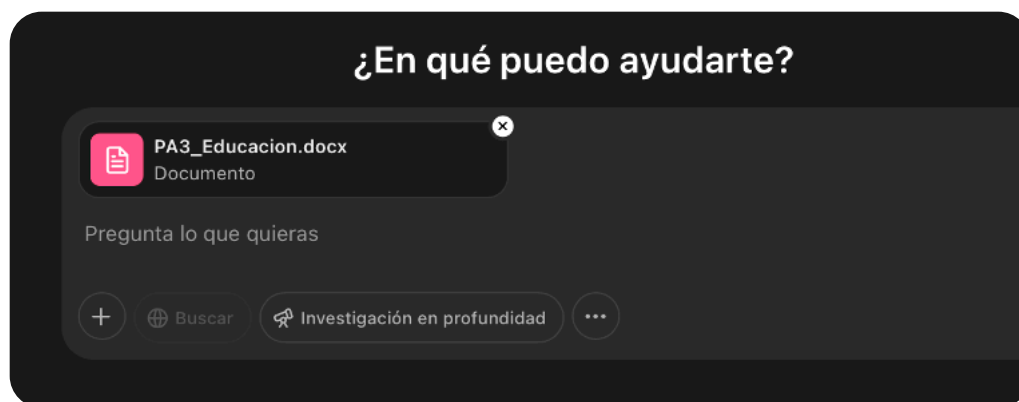 ¿En qué puedo ayudarte?
PA3_Educacion.docx
Documento
Pregunta lo que quieras
Buscar
Investigación en profundidad